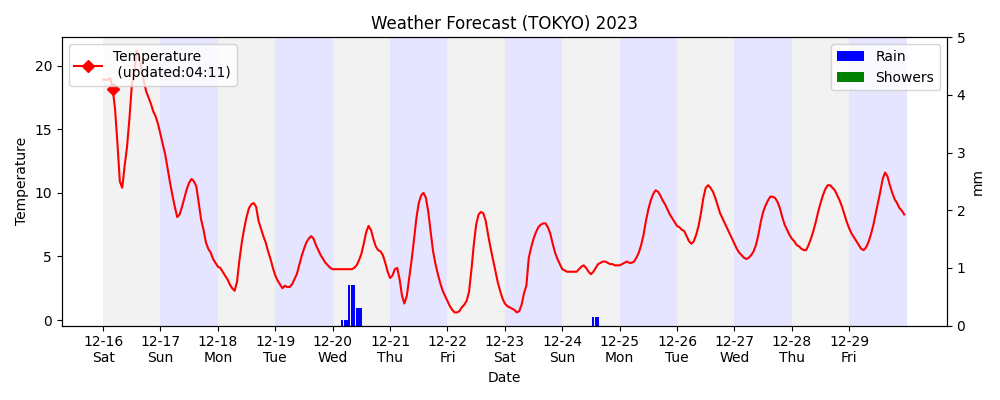 Weather Forecast (TOKYO) 2023
Temperature
(updated:04:11)
Rain
Showers
20
15
10
5
0
Temperature
5
4
3
2
1
0
mm
12-16 12-17 12-18 12-19 12-20 12-21 12-22 12-23 12-24 12-25 12-26 12-27 12-28 12-29
Sat Sun Mon Tue Wed Thu Fri Sat Sun Mon Tue Wed Thu Fri
Date